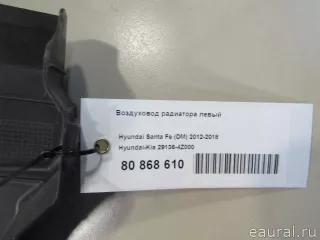 Воздуховод радиатора левый
Hyundai Santa Fe (DM) 2012-2018
Hyundai-Kia 29136-4Z000
80 868 610
© eaural.ru